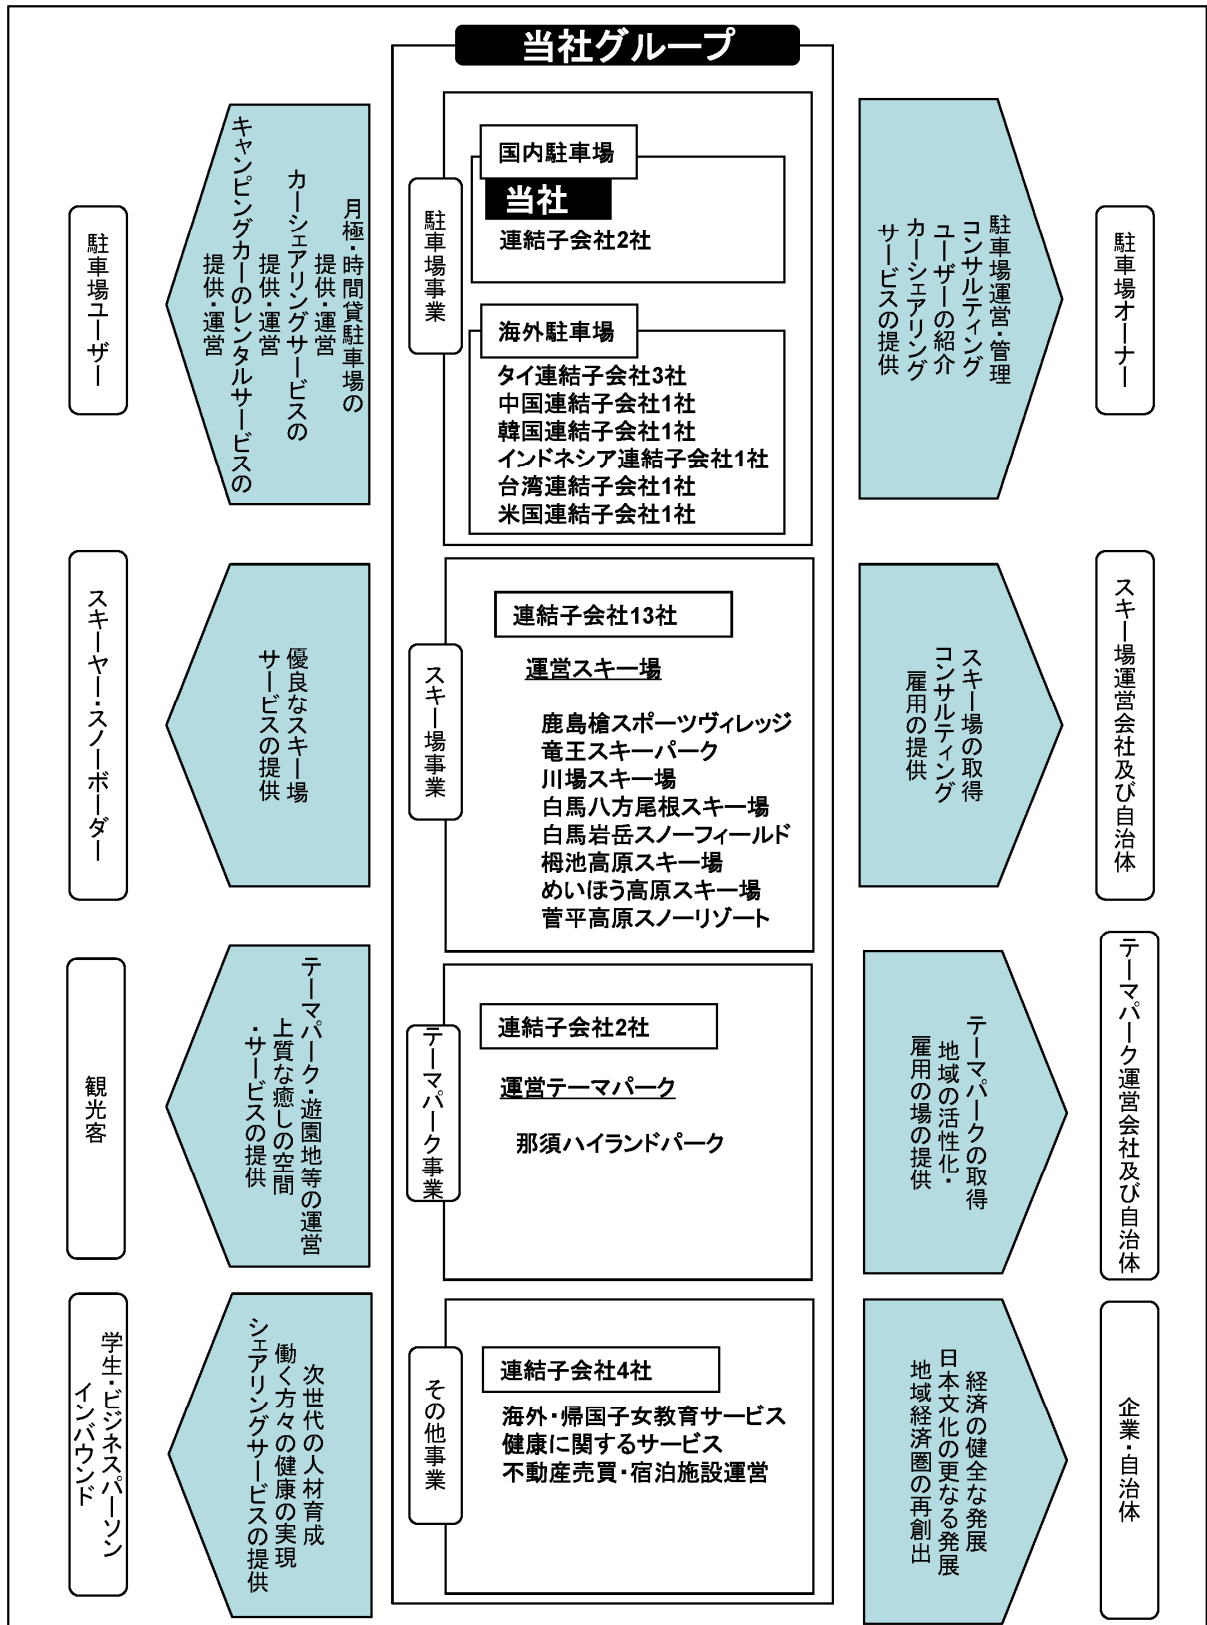 当社グループ
駐車場ユーザー
月極・時間貸駐車場の
提供・運営
カーシェアリングサービスの
提供・運営
キャンピングカーのレンタルサービスの
提供・運営
駐車場事業
国内駐車場
当社
連結子会社2社
海外駐車場
タイ連結子会社3社
中国連結子会社1社
韓国連結子会社1社
インドネシア連結子会社1社
台湾連結子会社1社
米国連結子会社1社
駐車場運営・管理
コンサルティング
ユーザーの紹介
カーシェアリング
サービスの提供
駐車場オーナー
スキーヤー・スノーボーダー
優良なスキー場
サービスの提供
スキー場事業
連結子会社13社
運営スキー場
鹿島槍スポーツヴィレッジ
竜王スキーパーク
川場スキー場
白馬八方尾根スキー場
白馬岩岳スノーフィールド
栂池高原スキー場
めいほう高原スキー場
菅平高原スノーリゾート
スキー場の取得
コンサルティング
雇用の提供
スキー場運営会社及び自治体
観光客
テーマパーク・遊園地等の運営
上質な癒しの空間
・サービスの提供
テーマパーク事業
連結子会社2社
運営テーマパーク
那須ハイランドパーク
テーマパークの取得
地域の活性化・
雇用の場の提供
テーマパーク運営会社及び自治体
学生・ビジネスパーソン
インバウンド
次世代の人材育成
働く方々の健康の実現
シェアリングサービスの提供
その他事業
連結子会社4社
海外・帰国子女教育サービス
健康に関するサービス
不動産売買・宿泊施設運営
経済の健全な発展
日本文化の更なる発展
地域経済圏の再創出
企業・自治体